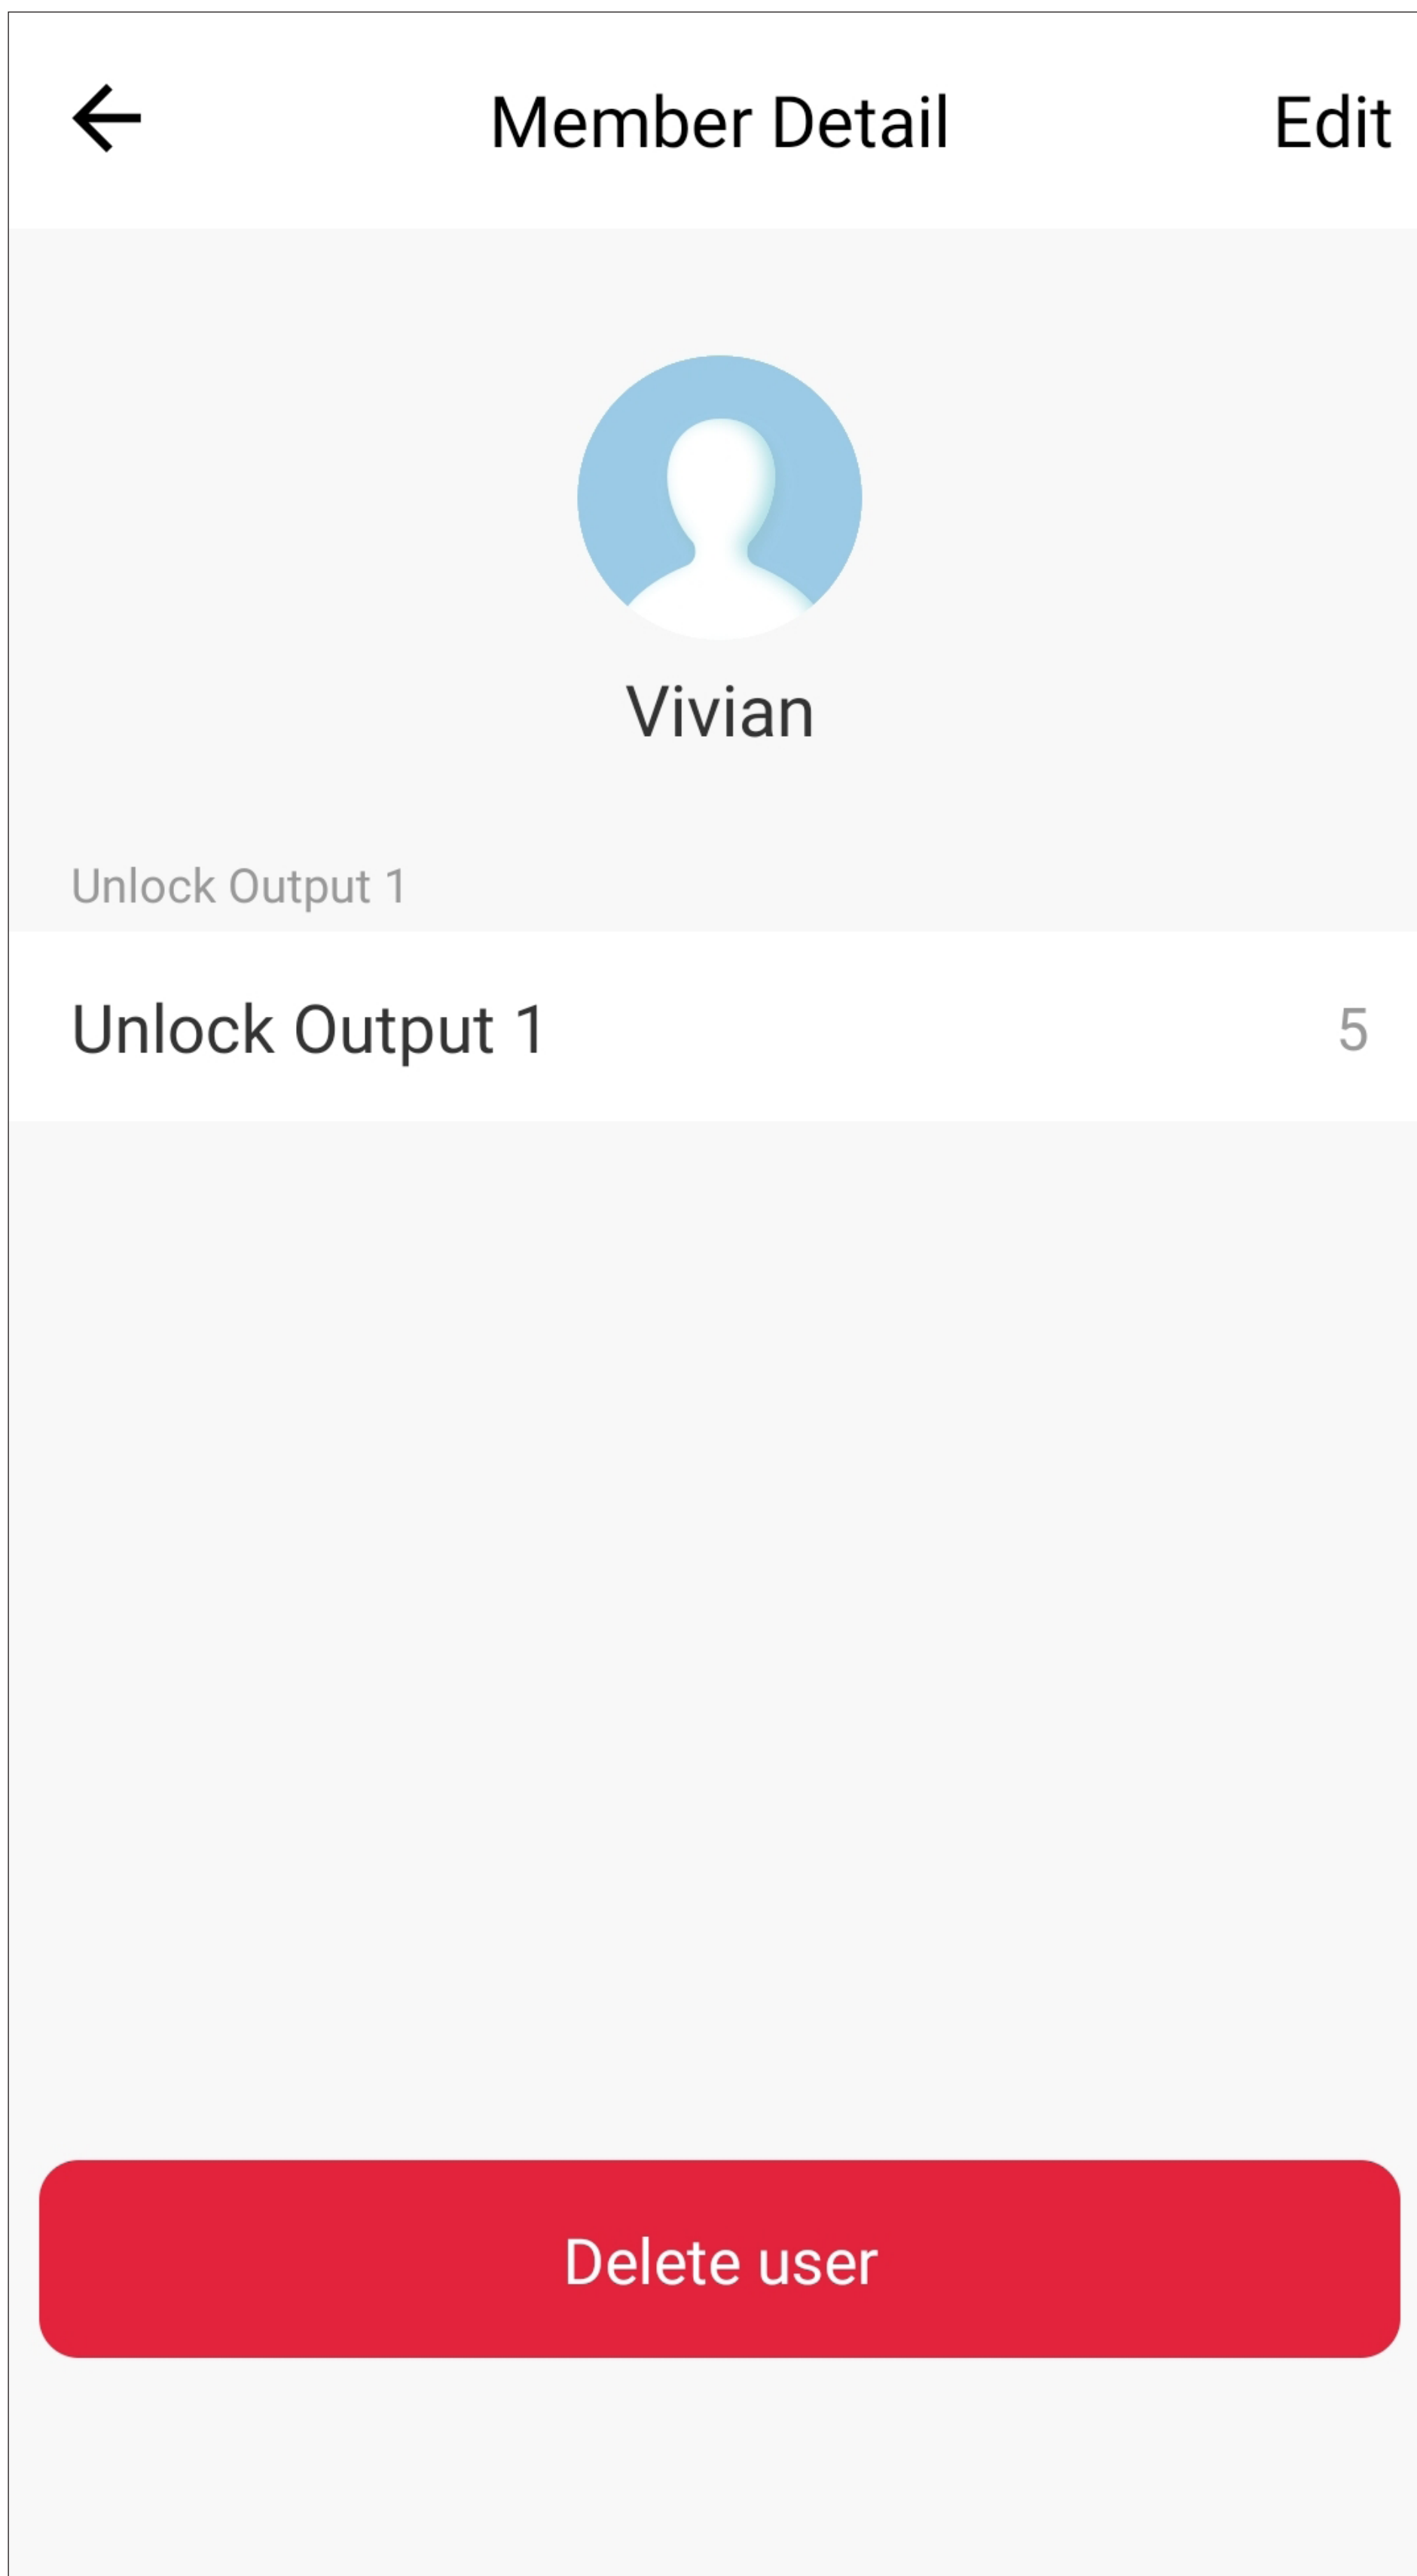 Member Detail
Edit
Vivian
Unlock Output 1
Unlock Output 1 5
Delete user